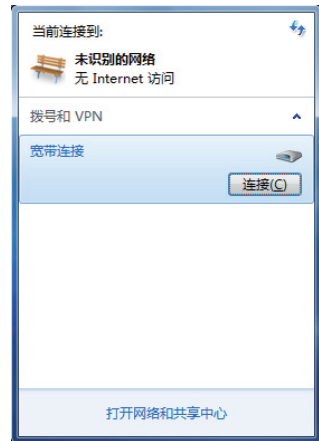 当前连接到:
未识别的网络
无 Internet 访问
拨号和 VPN
宽带连接
连接(C)
打开网络和共享中心